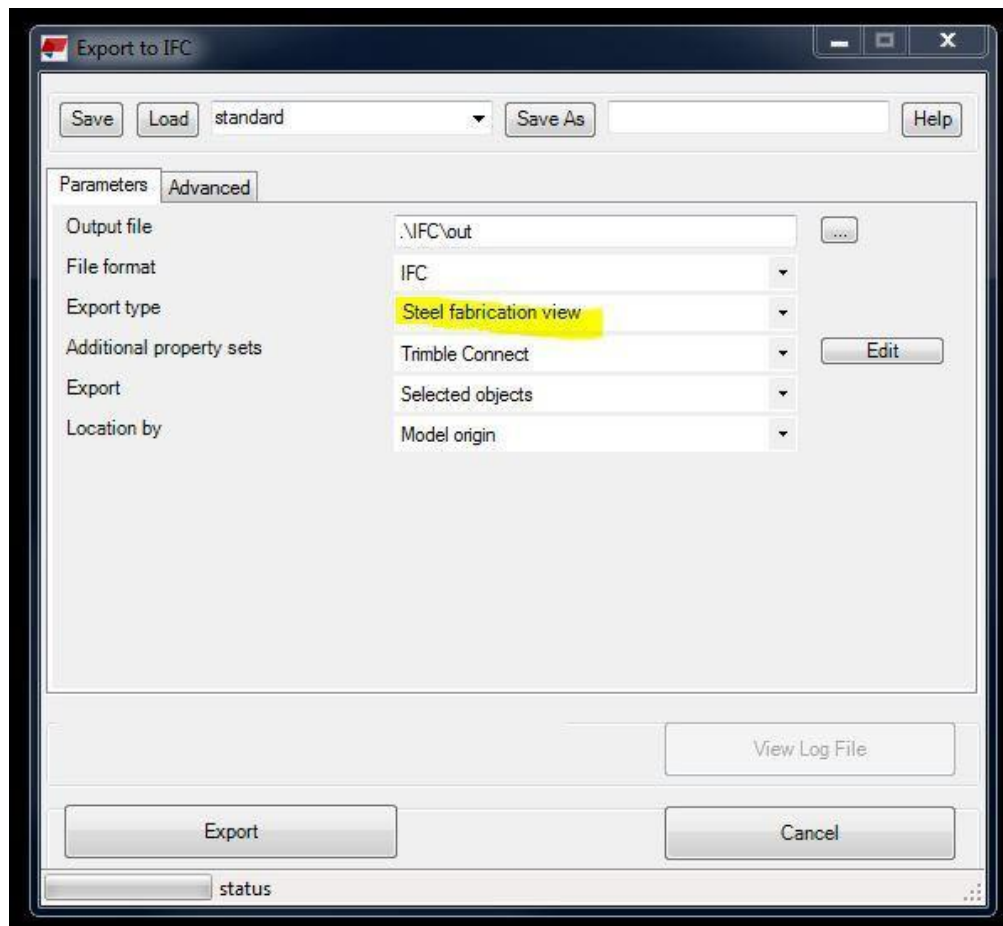 Export to IFC
Save Load standard Save As Help
Parameters Advanced
Output file .\IFC\out ...
File format IFC
Export type Steel fabrication view
Additional property sets Trimble Connect Edit
Export Selected objects
Location by Model origin
View Log File
Export Cancel
status